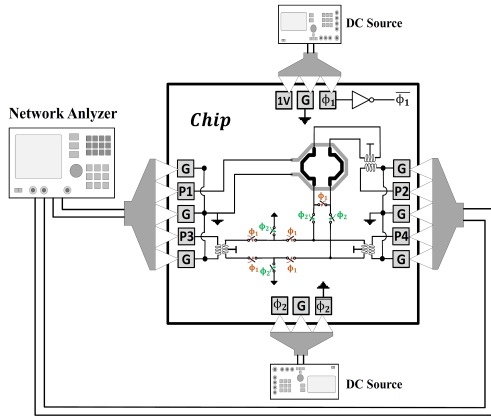 DC Source
1V G ϕ1 ϕ1̅
Chip
Network Anlyzer
G G
P1 P2
G G
P3 P4
G G
ϕ1
ϕ2 ϕ2
ϕ2
ϕ1 ϕ1
ϕ1 ϕ1
ϕ2
ϕ2 G ϕ2
DC Source